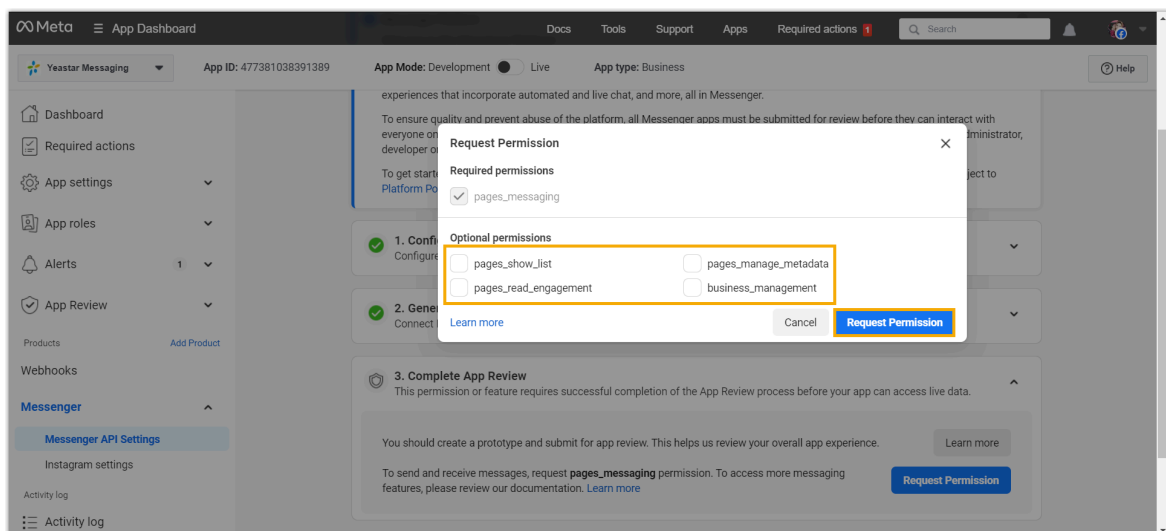 Meta
App Dashboard
Docs
Tools
Support
Apps
Required actions 1
Search
Yeastar Messaging
App ID: 477381038391389
App Mode: Development
Live
App type: Business
Help
Dashboard
Required actions
App settings
App roles
Alerts 1
App Review
Products
Add Product
Webhooks
Messenger
Messenger API Settings
Instagram settings
Activity log
Activity log
experiences that incorporate automated and live chat, and more, all in Messenger.
To ensure quality and prevent abuse of the platform, all Messenger apps must be submitted for review before they can interact with
everyone on
developer o
To get start
Platform Po
Request Permission
Required permissions
pages_messaging
Optional permissions
pages_show_list
pages_manage_metadata
pages_read_engagement
business_management
Learn more
Cancel
Request Permission
1. Confi
Configure
2. Gene
Connect
3. Complete App Review
This permission or feature requires successful completion of the App Review process before your app can access live data.
You should create a prototype and submit for app review. This helps us review your overall app experience.
Learn more
To send and receive messages, request pages_messaging permission. To access more messaging
features, please review our documentation. Learn more
Request Permission